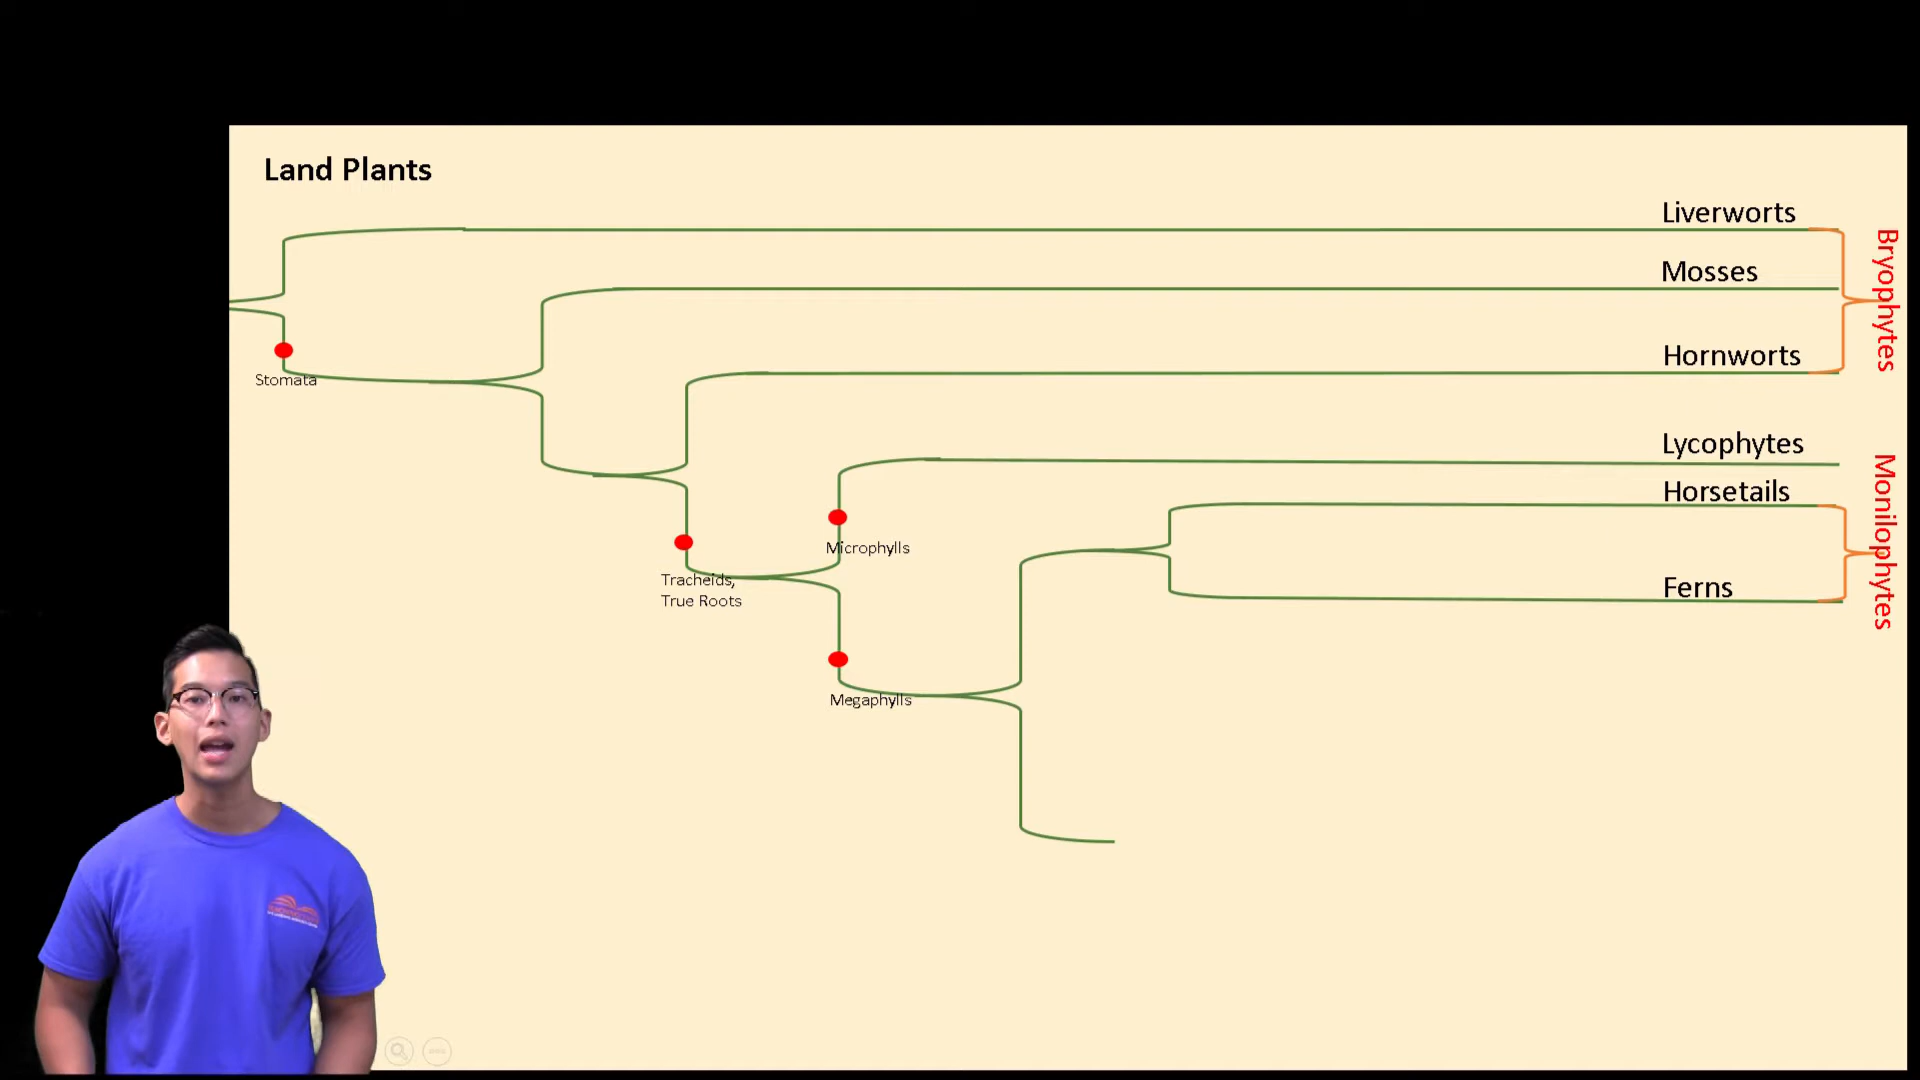 Land Plants
Liverworts
Mosses
Hornworts
Bryophytes
Stomata
Lycophytes
Horsetails
Ferns
Monilophytes
Microphylls
Tracheids,
True Roots
Megaphylls